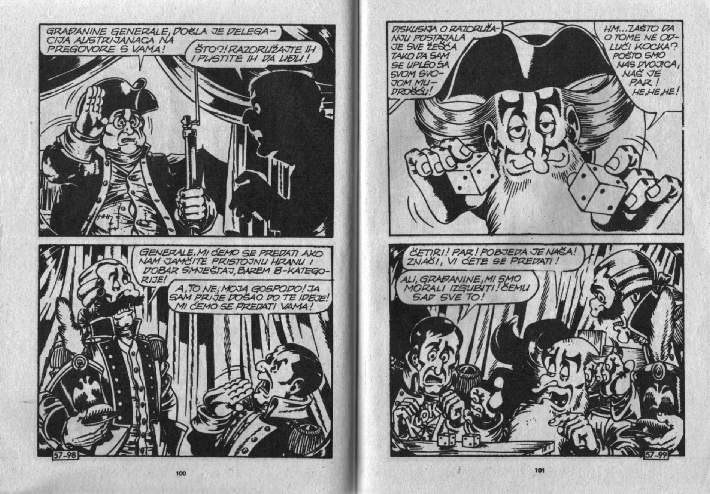 GRAĐANINE GENERALE, DOŠLA JE DELEGA-
CIJA AUSTRIJANACA NA
PREGOVORE S VAMA!
ŠTO?! RAZORUŽAJTE IH
I PUSTITE IH DA UĐU!
GENERALE, MI ĆEMO SE PREDATI AKO
NAM JAMČITE PRISTOJNU HRANU I
DOBAR SMJEŠTAJ, BAREM B-KATEGO-
RIJE!
A, TO NE, MOJA GOSPODO! JA
SAM PRIJE DOŠAO DO TE IDEJE!
MI ĆEMO SE PREDATI VAMA!
57-98
100
DISKUSIJA O RAZORUŽA-
NJU POSTAJALA
JE SVE ŽEŠĆA
TAKO DA SAM
SE UPLEO SA
SVOM SVO-
JOM MU-
DROŠĆU!
HM...ZAŠTO DA
O TOME NE OD-
LUČI KOCKA?
POŠTO SMO
NAS DVOJICA,
NAŠ JE
PAR!
HE, HE, HE!
ČETIRI! PAR! POBJEDA JE NAŠA!
ZNAČI, VI ĆETE SE PREDATI!
ALI, GRAĐANINE, MI SMO
MORALI IZGUBITI! ČEMU
SAD SVE TO!
57-99
101